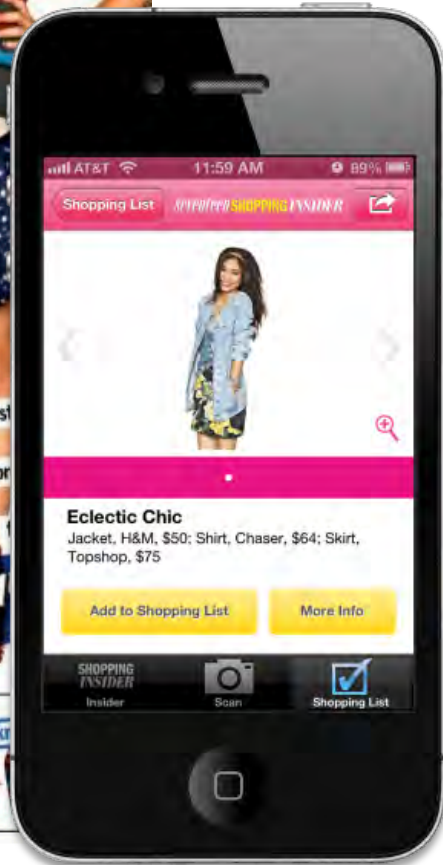 AT&T 11:59 AM 89%
Shopping List seventeen SHOPPING INSIDER
Eclectic Chic
Jacket, H&M, $50; Shirt, Chaser, $64; Skirt,
Topshop, $75
Add to Shopping List More Info
SHOPPING
INSIDER
Insider Scan Shopping List